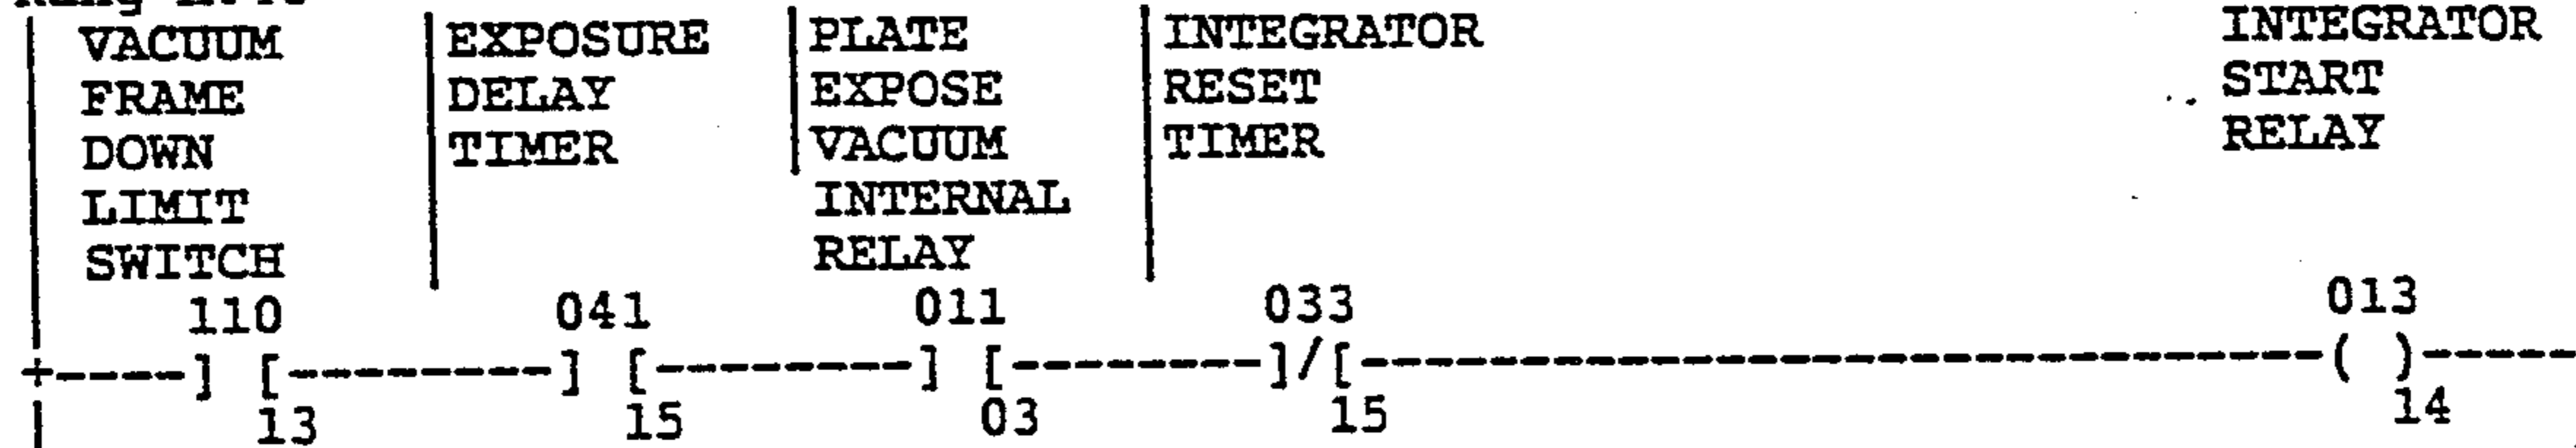 VACUUM EXPOSURE PLATE INTEGRATOR INTEGRATOR
FRAME DELAY EXPOSE RESET START
DOWN TIMER VACUUM TIMER RELAY
LIMIT INTERNAL
SWITCH RELAY
110 041 011 033 013
+-----] [----------] [----------] [----------]/[-------------------------------------( )------
13 15 03 15 14